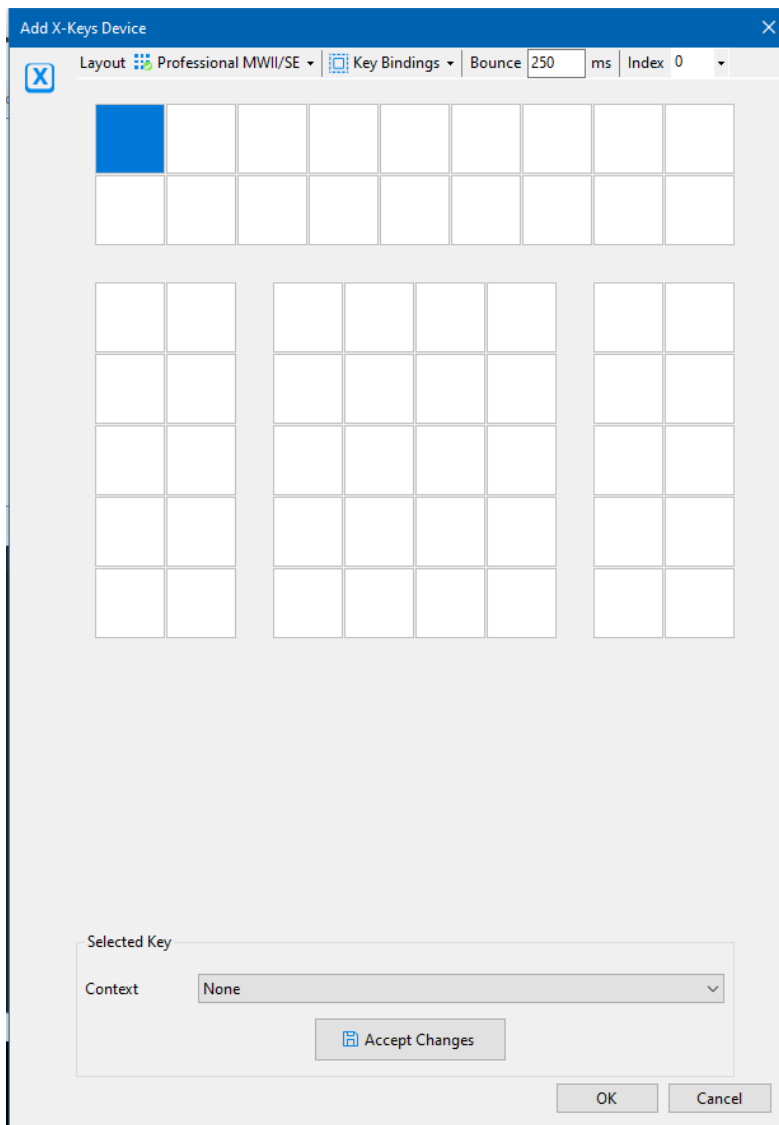 Add X-Keys Device
X
Layout Professional MWII/SE Key Bindings Bounce 250 ms Index 0
Selected Key
Context None
Accept Changes
OK Cancel